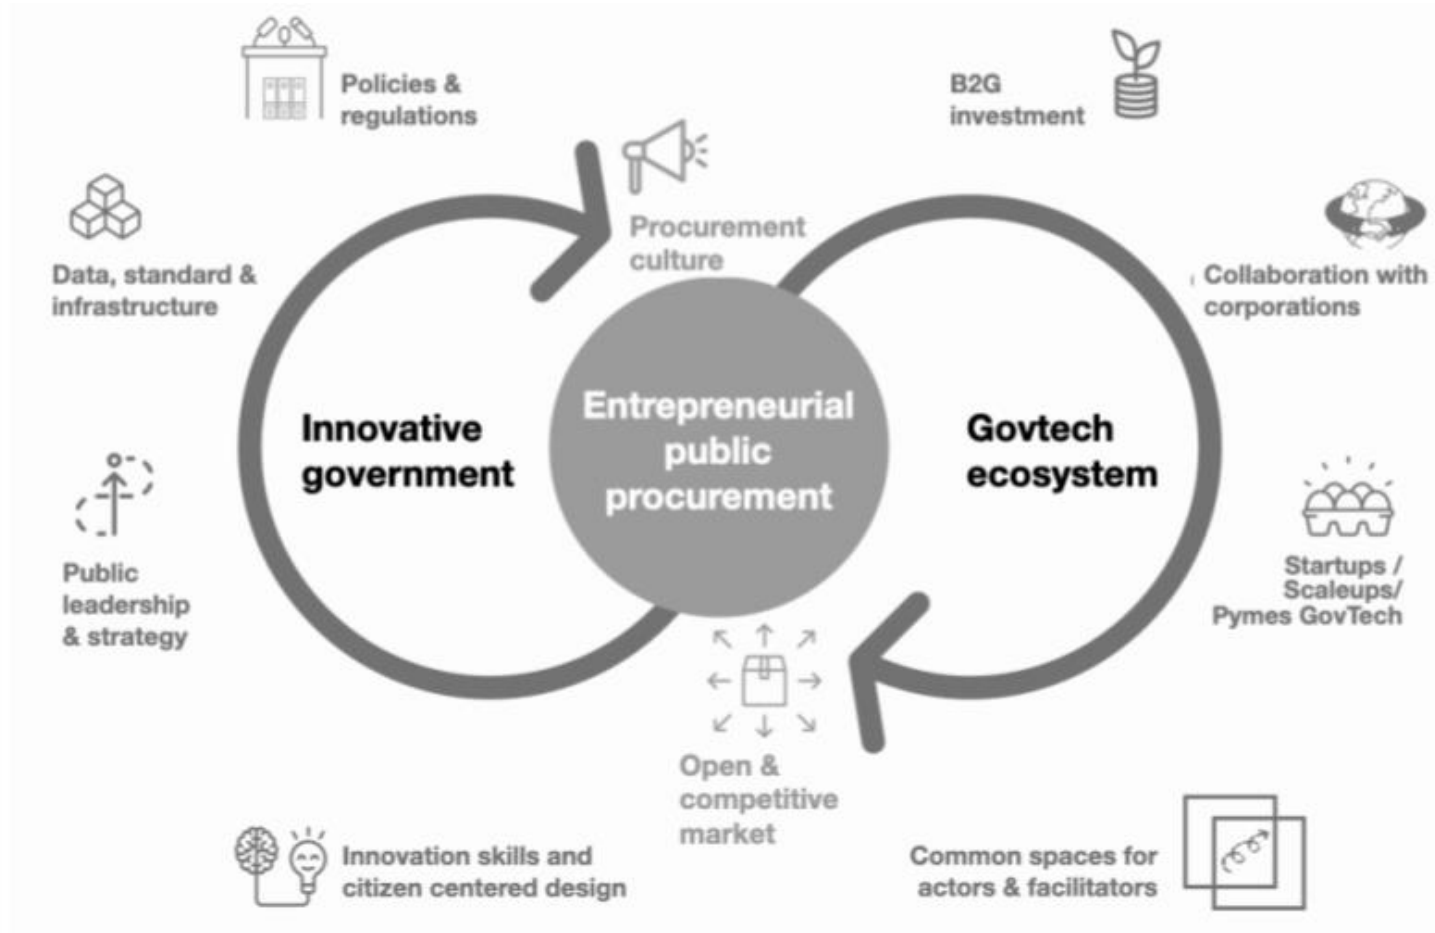 Policies &
regulations
B2G
investment
Procurement
culture
Data, standard &
infrastructure
Collaboration with
corporations
Innovative
government
Entrepreneurial
public
procurement
Govtech
ecosystem
Public
leadership
& strategy
Startups /
Scaleups/
Pymes GovTech
Open &
competitive
market
Innovation skills and
citizen centered design
Common spaces for
actors & facilitators